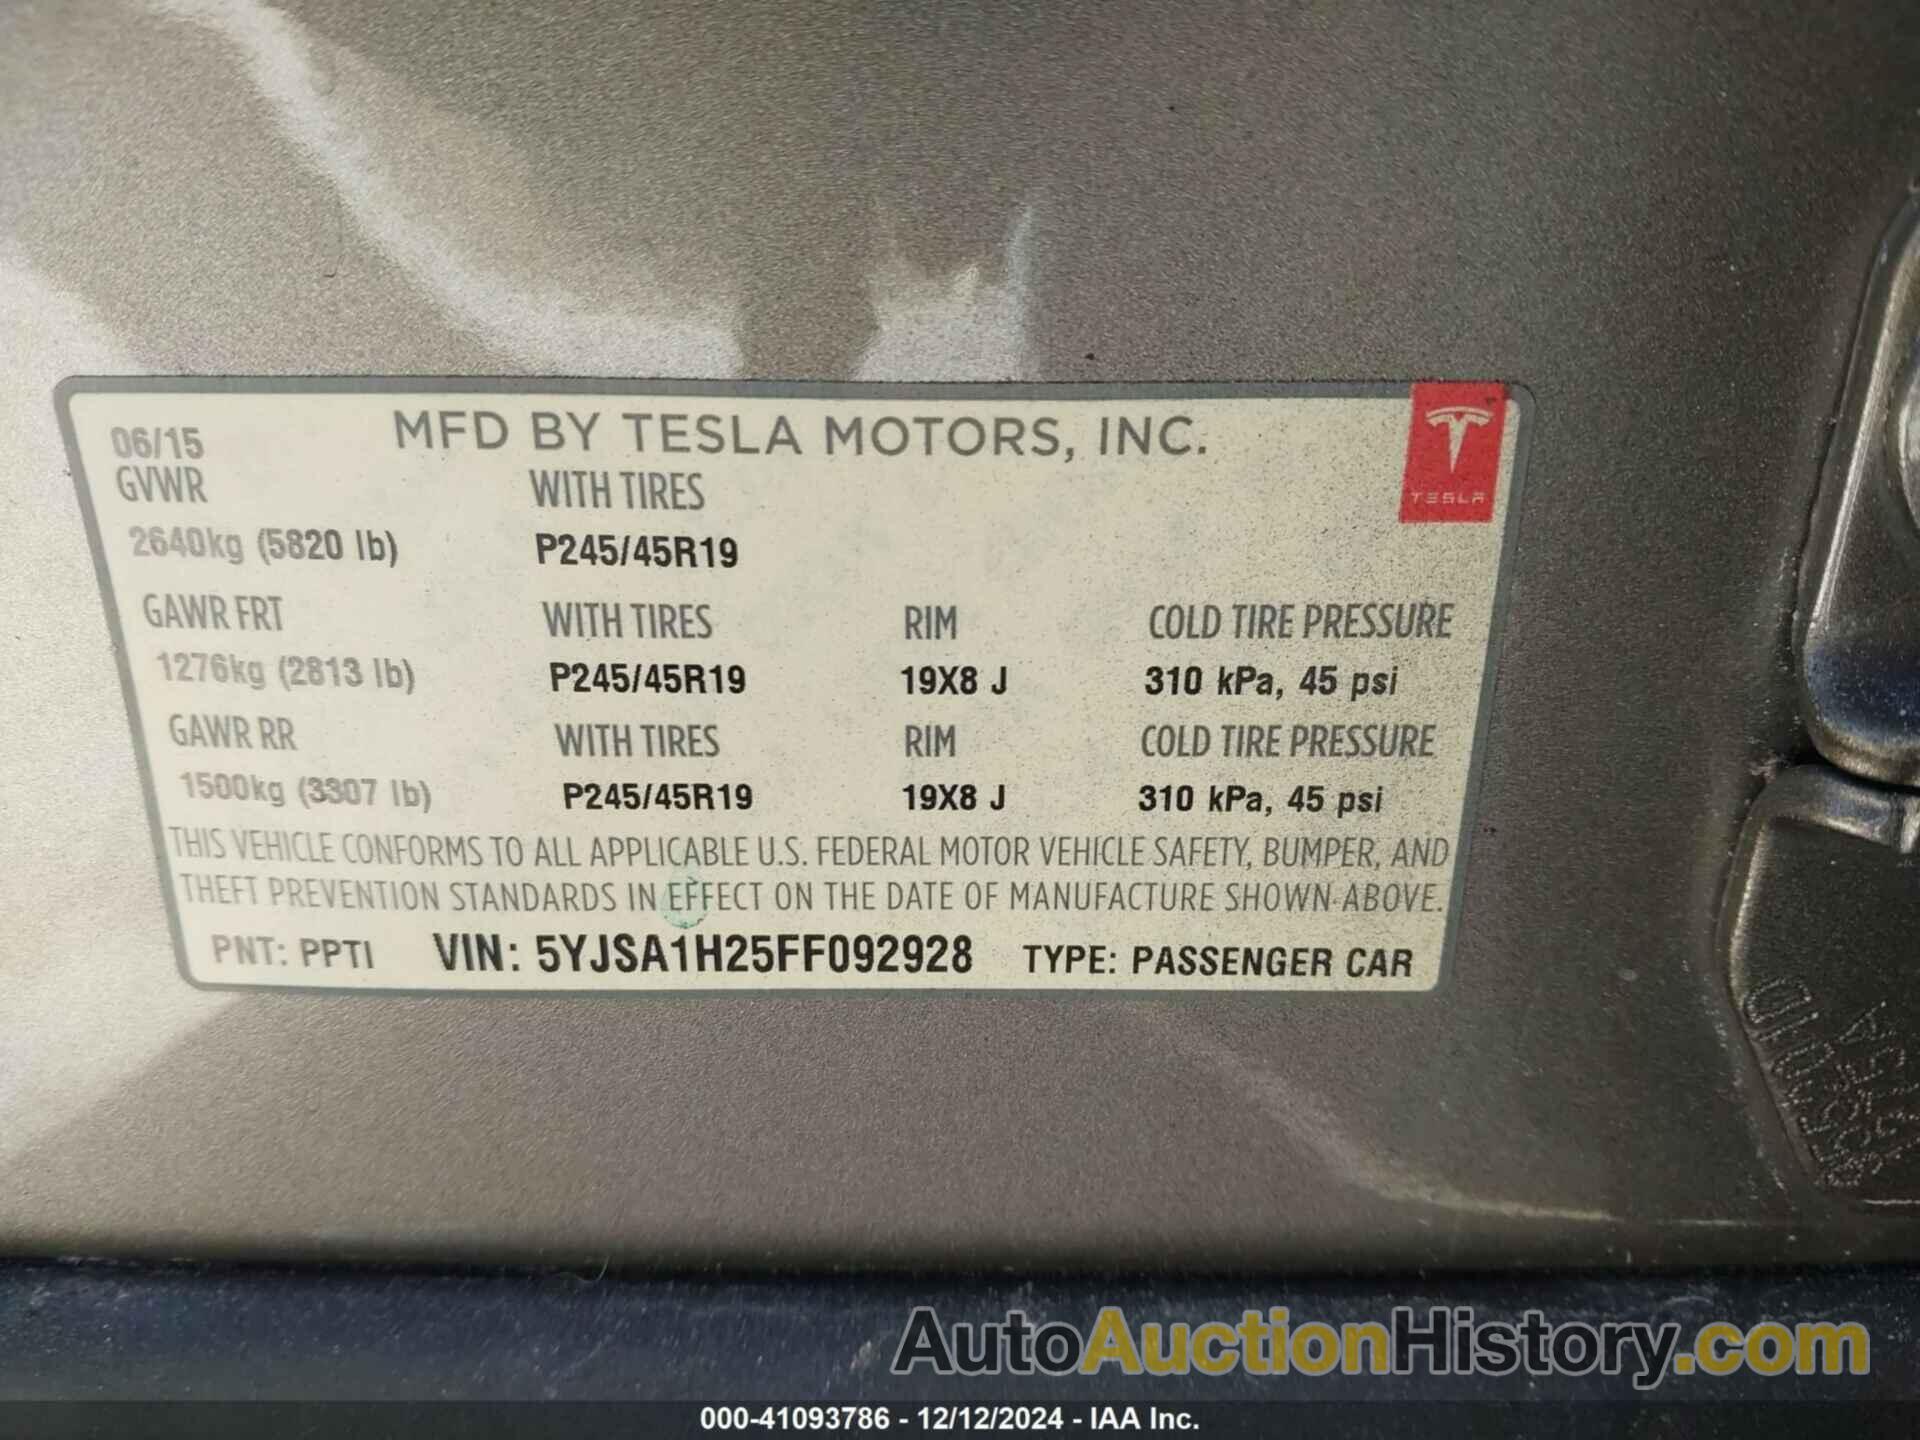 06/15 MFD BY TESLA MOTORS, INC.
TESLA
GVWR WITH TIRES
2640kg (5820 lb) P245/45R19
GAWR FRT WITH TIRES RIM COLD TIRE PRESSURE
1276kg (2813 lb) P245/45R19 19X8 J 310 kPa, 45 psi
GAWR RR WITH TIRES RIM COLD TIRE PRESSURE
1500kg (3307 lb) P245/45R19 19X8 J 310 kPa, 45 psi
THIS VEHICLE CONFORMS TO ALL APPLICABLE U.S. FEDERAL MOTOR VEHICLE SAFETY, BUMPER, AND
THEFT PREVENTION STANDARDS IN EFFECT ON THE DATE OF MANUFACTURE SHOWN ABOVE.
PNT: PPTI VIN: 5YJSA1H25FF092928 TYPE: PASSENGER CAR
AutoAuctionHistory.com
000-41093786 - 12/12/2024 - IAA Inc.